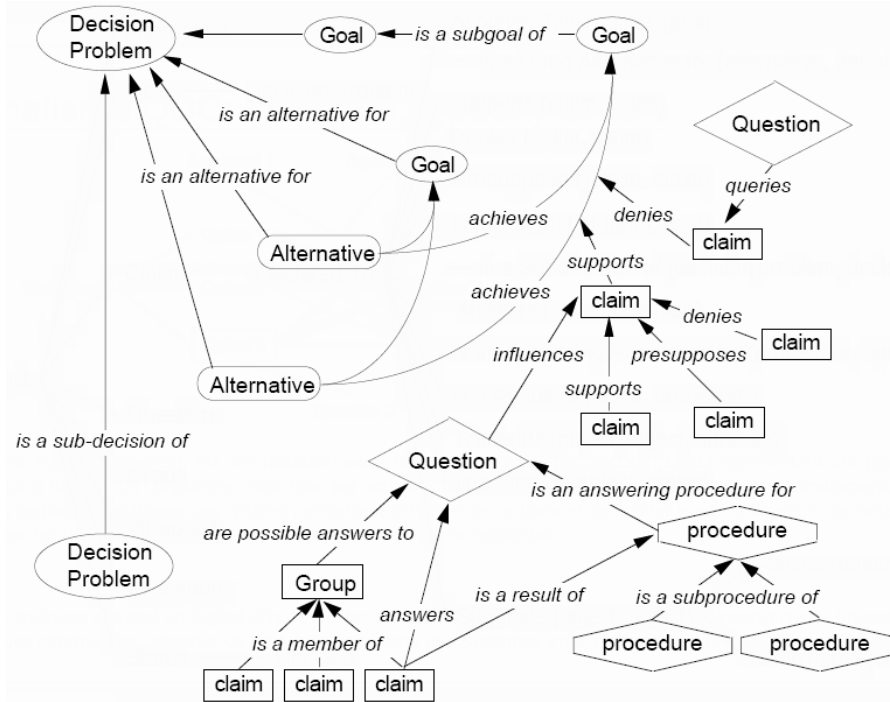 Decision
Problem
Goal
is a subgoal of
Goal
is an alternative for
Question
is an alternative for
Goal
queries
achieves
denies
claim
Alternative
supports
achieves
claim
denies
influences
presupposes
claim
Alternative
supports
claim
claim
is a sub-decision of
Question
is an answering procedure for
are possible answers to
procedure
Decision
Problem
Group
is a result of
is a subprocedure of
answers
is a member of
procedure
procedure
claim
claim
claim